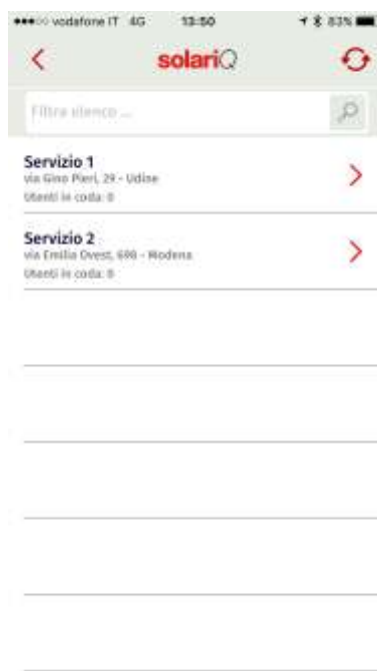 vodafone IT 4G 13:50 83%
solariQ
Filtra elenco ...
Servizio 1
via Gino Pieri, 29 - Udine
Utenti in coda: 0
Servizio 2
via Emilia Ovest, 698 - Modena
Utenti in coda: 0